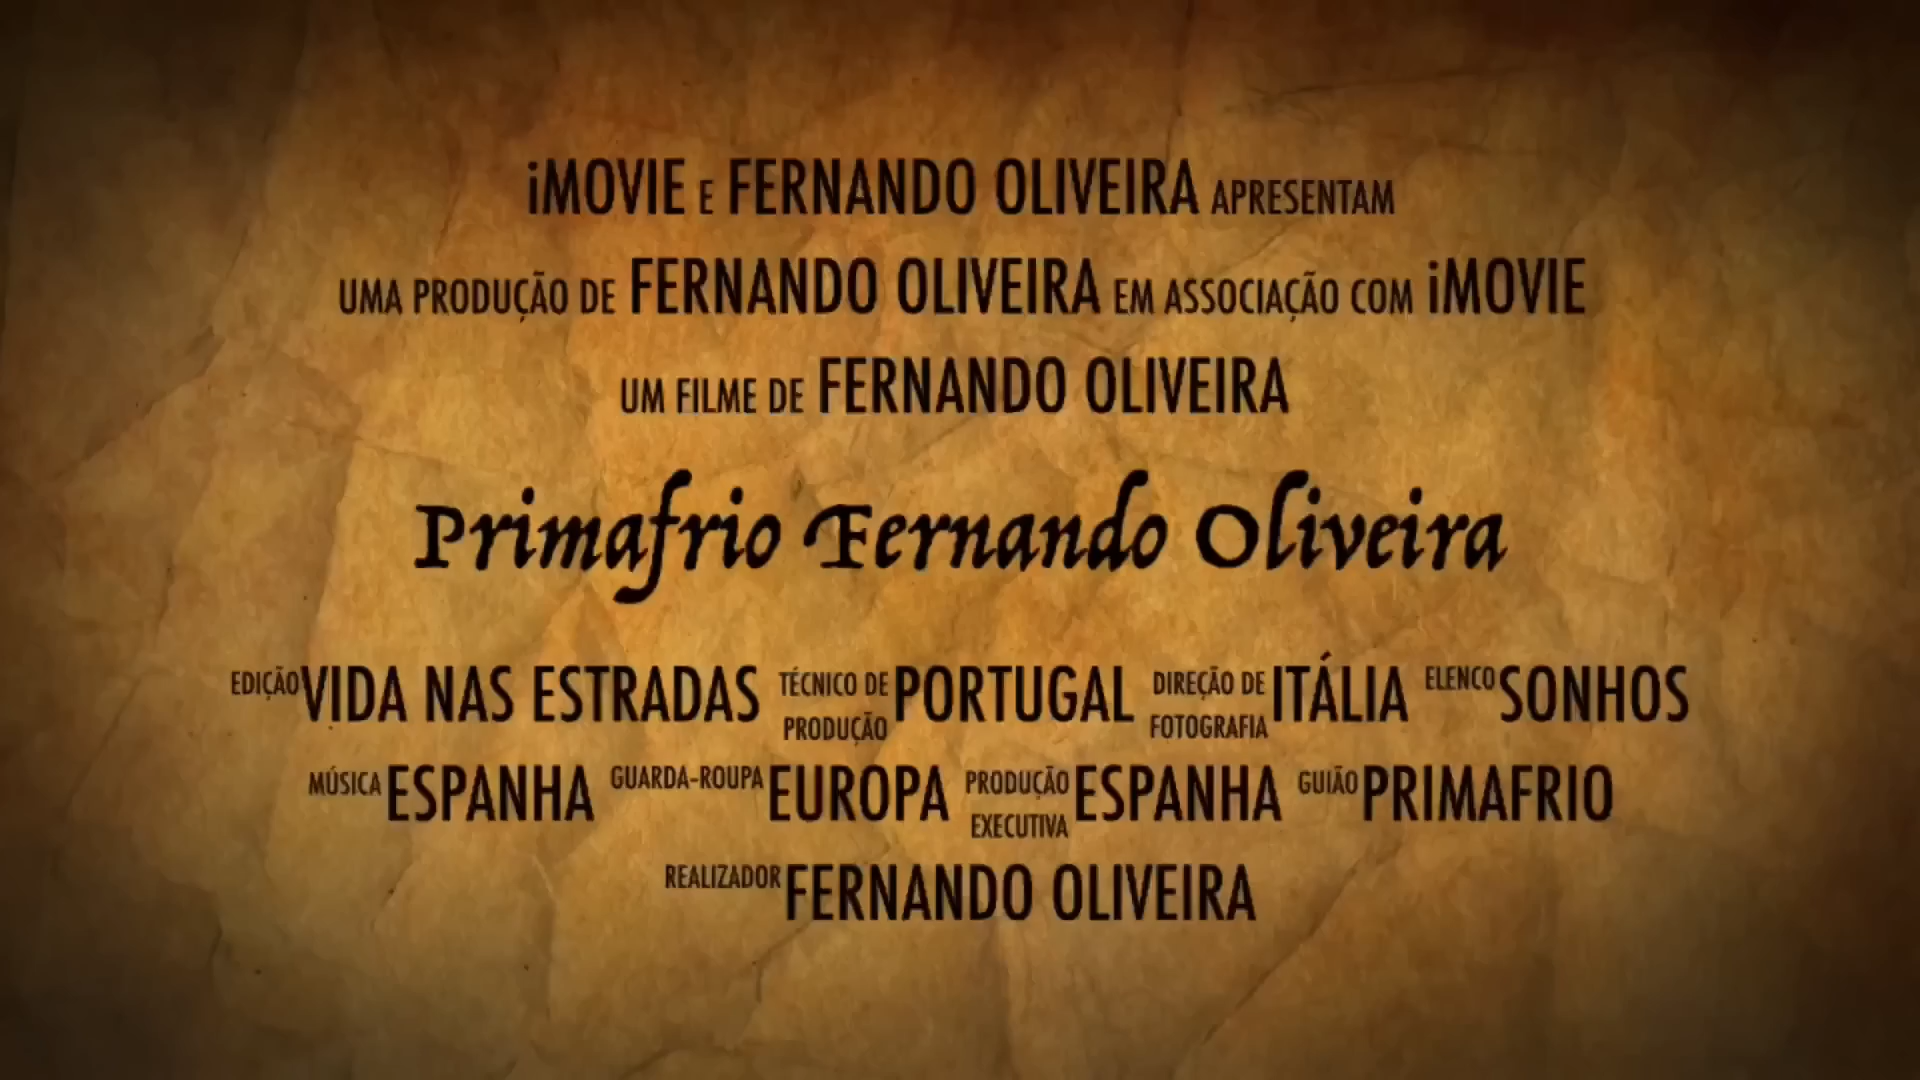 iMOVIE E FERNANDO OLIVEIRA APRESENTAM
UMA PRODUÇÃO DE FERNANDO OLIVEIRA EM ASSOCIAÇÃO COM iMOVIE
UM FILME DE FERNANDO OLIVEIRA
Primafrio Fernando Oliveira
EDIÇÃO VIDA NAS ESTRADAS TÉCNICO DE PRODUÇÃO PORTUGAL DIREÇÃO DE FOTOGRAFIA ITÁLIA ELENCO SONHOS
MÚSICA ESPANHA GUARDA-ROUPA EUROPA PRODUÇÃO EXECUTIVA ESPANHA GUIÃO PRIMAFRIO
REALIZADOR FERNANDO OLIVEIRA